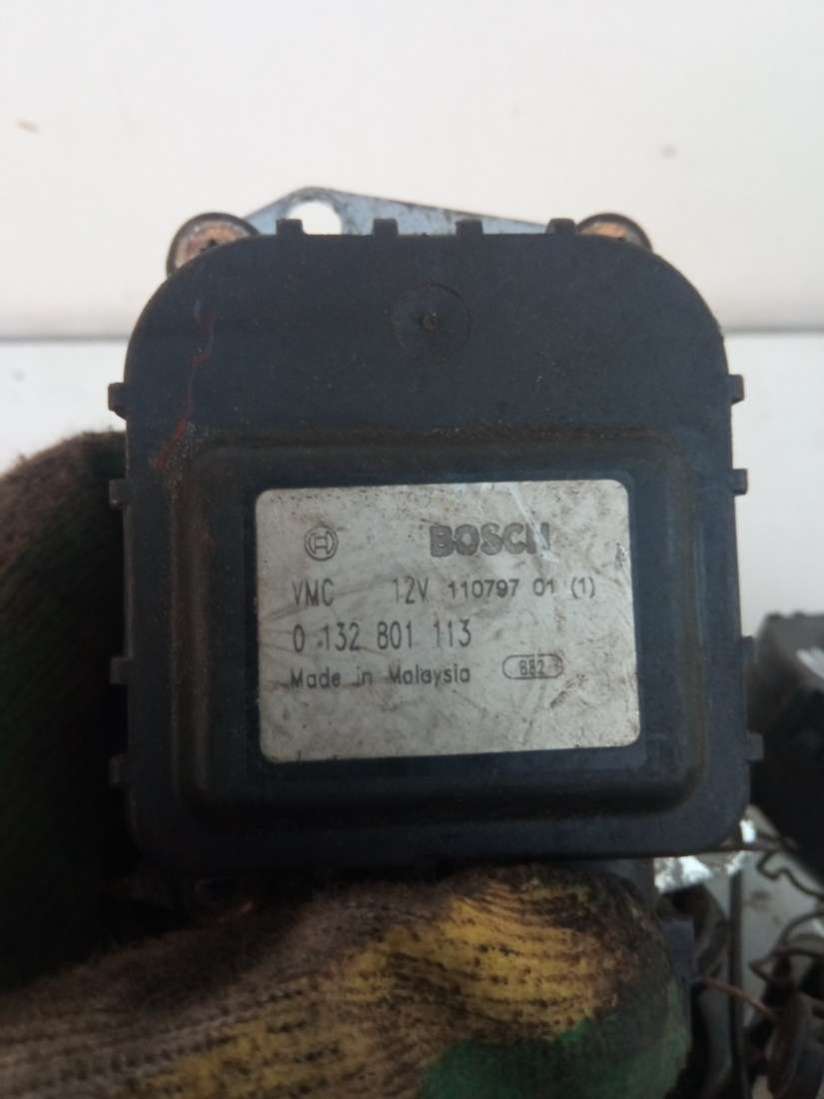 BOSCH
VMC 12V 110797 01 (1)
0 132 801 113
Made in Malaysia 882